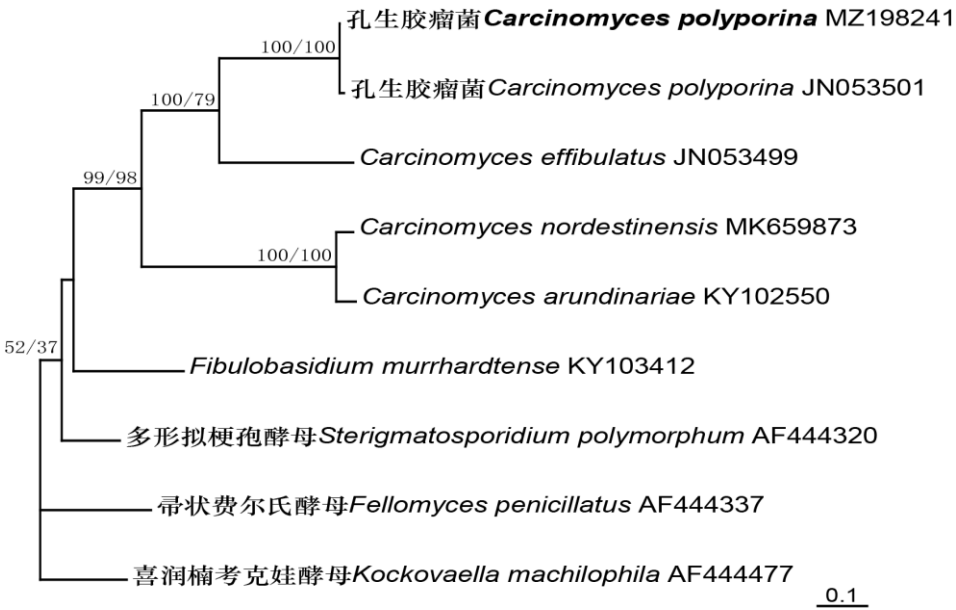 孔生胶瘤菌Carcinomyces polyporina MZ198241
100/100
孔生胶瘤菌Carcinomyces polyporina JN053501
100/79
Carcinomyces effibulatus JN053499
99/98
Carcinomyces nordestinensis MK659873
100/100
Carcinomyces arundinariae KY102550
52/37
Fibulobasidium murrhardtense KY103412
多形拟梗孢酵母Sterigmatosporidium polymorphum AF444320
帚状费尔氏酵母Fellomyces penicillatus AF444337
喜润楠考克娃酵母Kockovaella machilophila AF444477
0.1